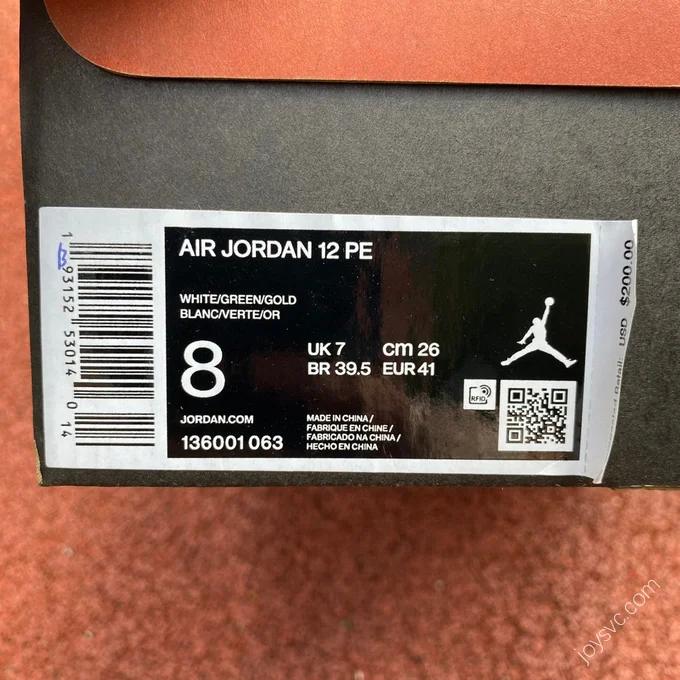 AIR JORDAN 12 PE
WHITE/GREEN/GOLD
BLANC/VERTE/OR
8
UK 7 cm 26
BR 39.5 EUR 41
JORDAN.COM
136001 063
MADE IN CHINA /
FABRIQUE EN CHINE /
FABRICADO NA CHINA /
HECHO EN CHINA
RFID
1 93152 53014 0 14
USD $200.00
Retail:
joysvc.com